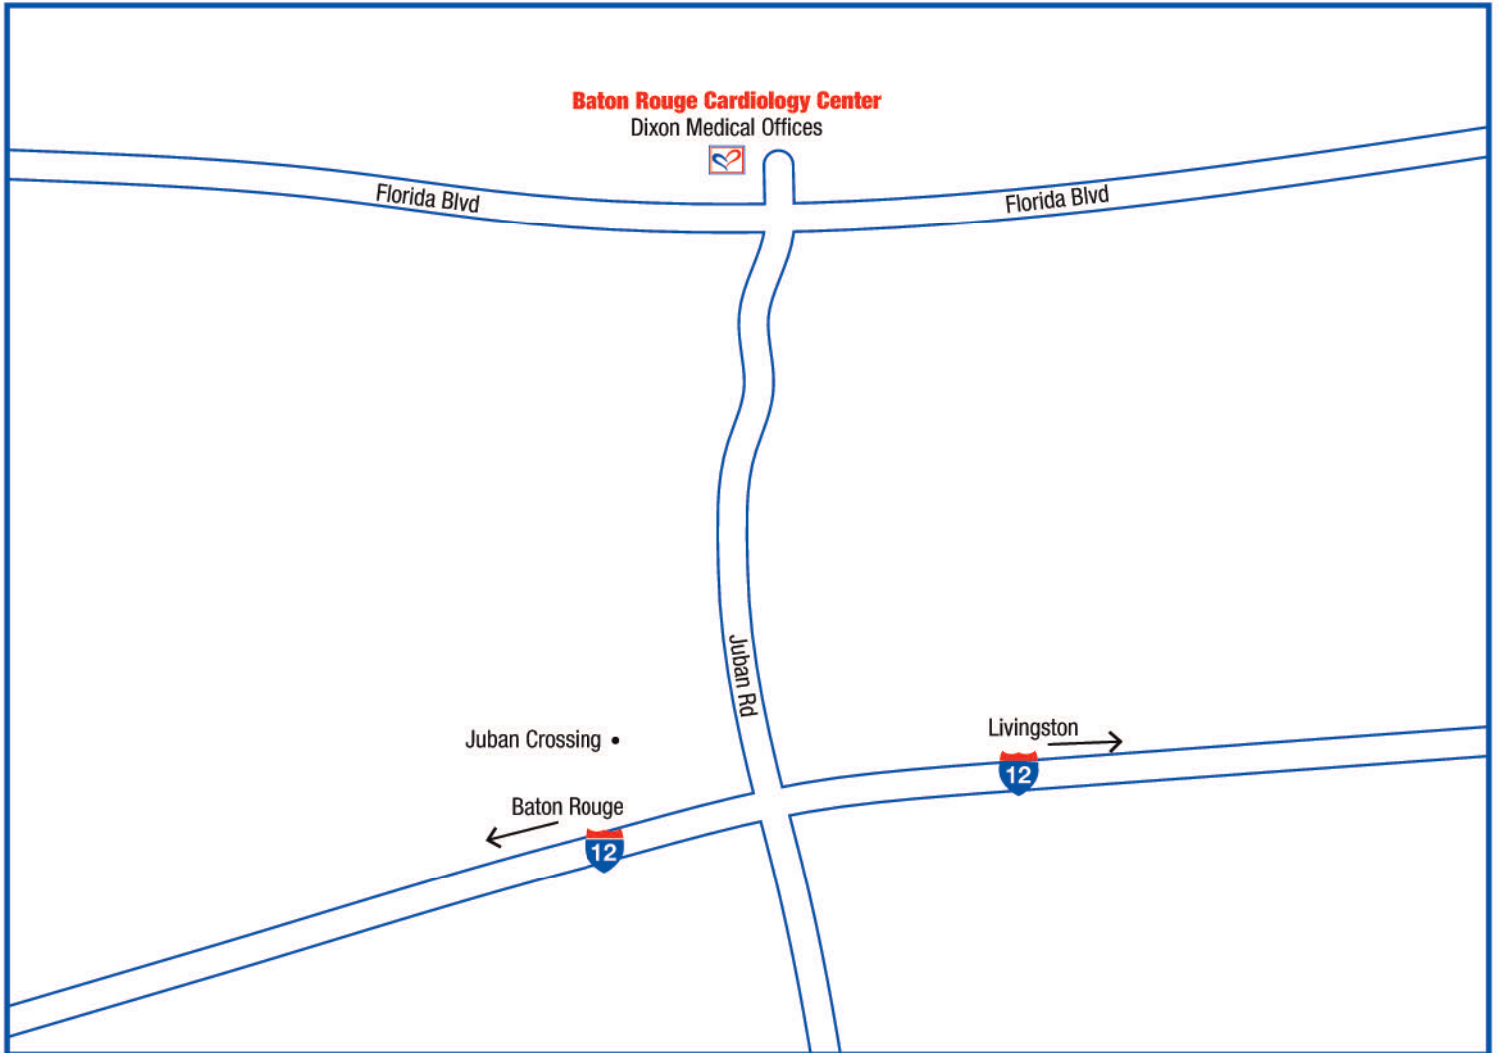 Baton Rouge Cardiology Center
Dixon Medical Offices
Florida Blvd
Florida Blvd
Juban Rd
Livingston
Juban Crossing
12
Baton Rouge
12